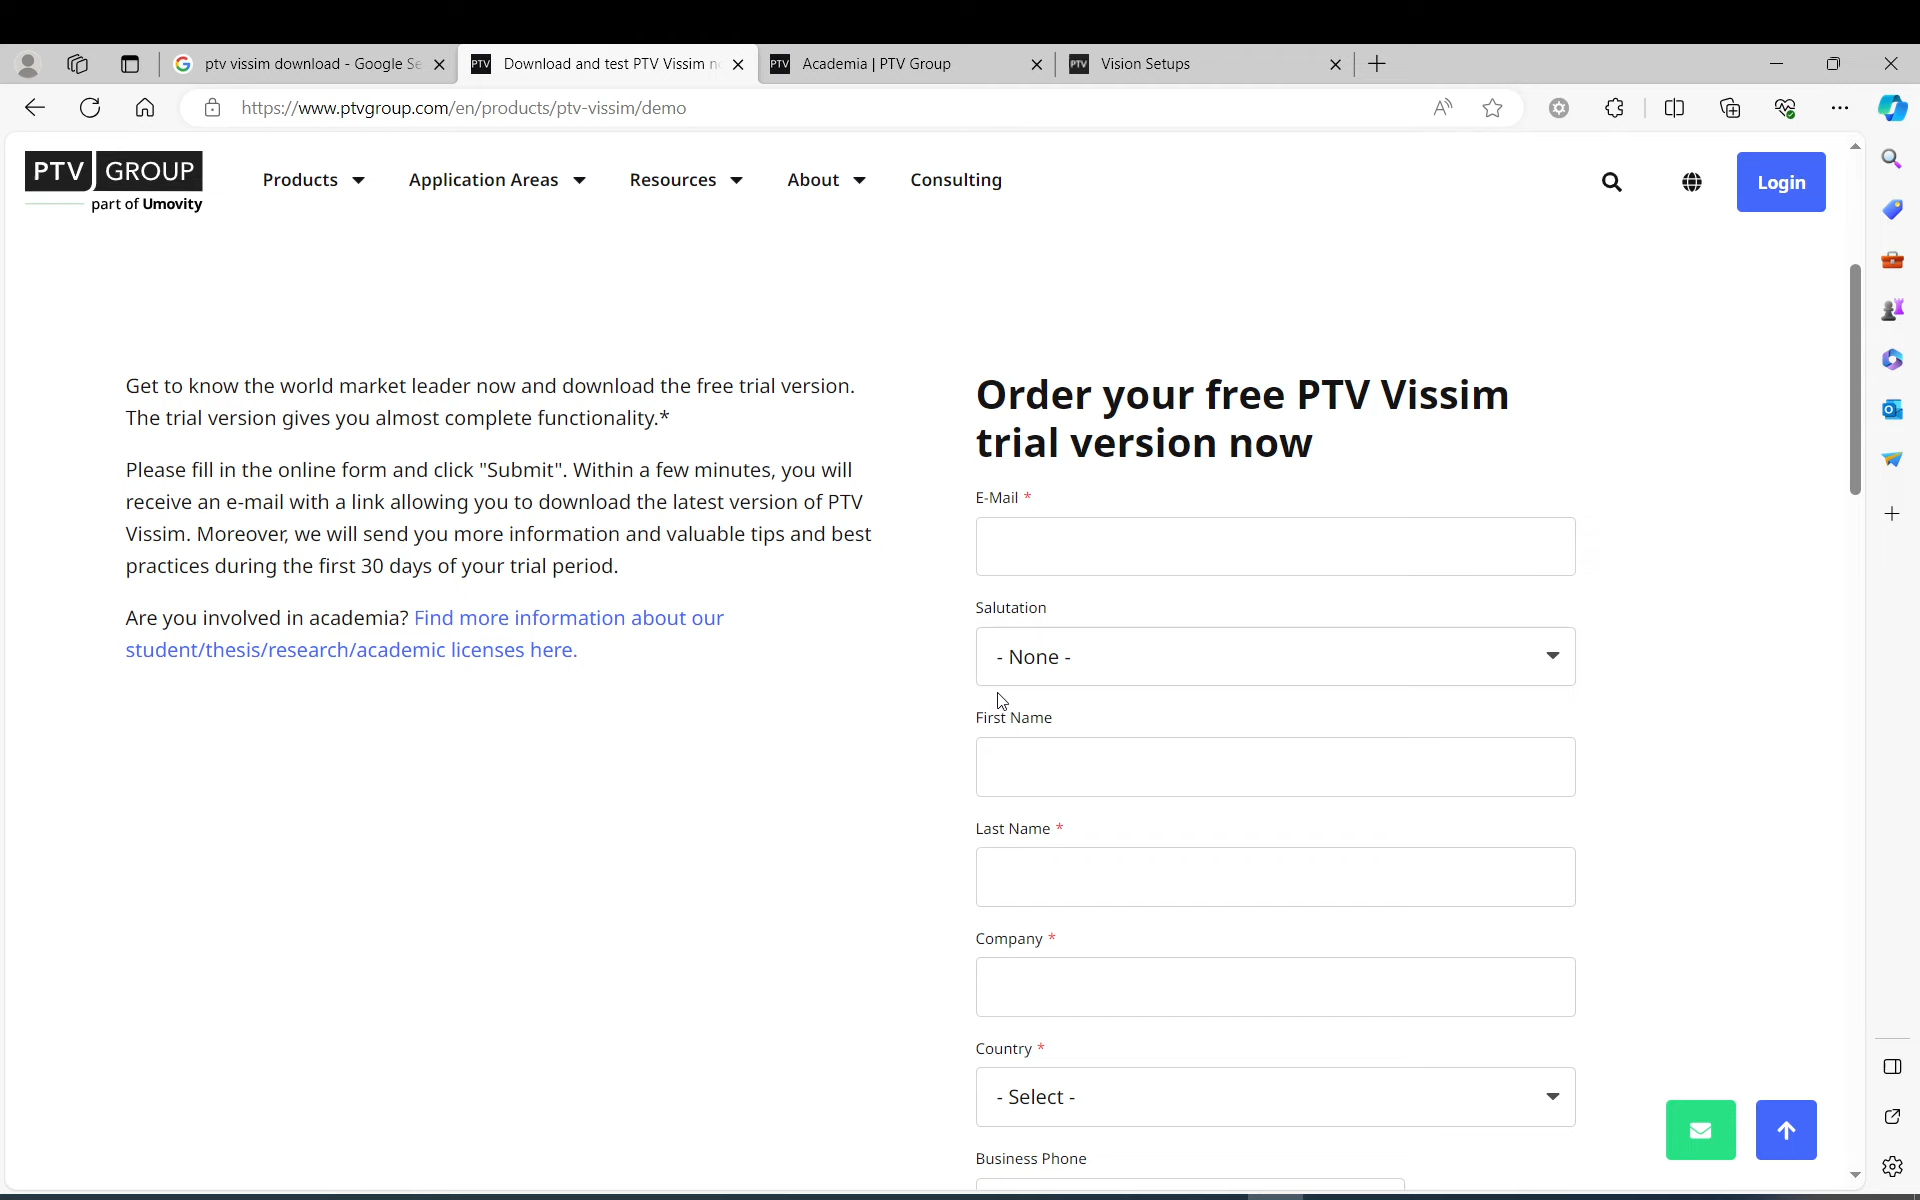 ptv vissim download - Google Se
Download and test PTV Vissim n
PTV
Academia | PTV Group
PTV
Vision Setups
PTV
https://www.ptvgroup.com/en/products/ptv-vissim/demo
PTV GROUP
part of Umovity
Products
Application Areas
Resources
About
Consulting
Login
Get to know the world market leader now and download the free trial version.
The trial version gives you almost complete functionality.*
Please fill in the online form and click "Submit". Within a few minutes, you will
receive an e-mail with a link allowing you to download the latest version of PTV
Vissim. Moreover, we will send you more information and valuable tips and best
practices during the first 30 days of your trial period.
Are you involved in academia? Find more information about our
student/thesis/research/academic licenses here.
Order your free PTV Vissim
trial version now
E-Mail *
Salutation
- None -
First Name
Last Name *
Company *
Country *
- Select -
Business Phone